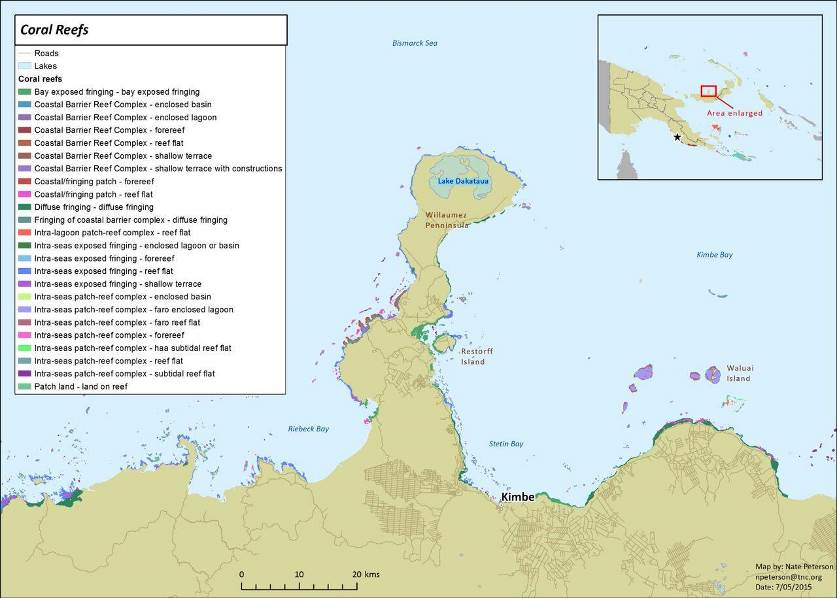 Coral Reefs
Roads
Lakes
Coral reefs
Bay exposed fringing - bay exposed fringing
Coastal Barrier Reef Complex - enclosed basin
Coastal Barrier Reef Complex - enclosed lagoon
Coastal Barrier Reef Complex - forereef
Coastal Barrier Reef Complex - reef flat
Coastal Barrier Reef Complex - shallow terrace
Coastal Barrier Reef Complex - shallow terrace with constructions
Coastal/fringing patch - forereef
Coastal/fringing patch - reef flat
Diffuse fringing - diffuse fringing
Fringing of coastal barrier complex - diffuse fringing
Intra-lagoon patch-reef complex - reef flat
Intra-seas exposed fringing - enclosed lagoon or basin
Intra-seas exposed fringing - forereef
Intra-seas exposed fringing - reef flat
Intra-seas exposed fringing - shallow terrace
Intra-seas patch-reef complex - enclosed basin
Intra-seas patch-reef complex - faro enclosed lagoon
Intra-seas patch-reef complex - faro reef flat
Intra-seas patch-reef complex - forereef
Intra-seas patch-reef complex - haa subtidal reef flat
Intra-seas patch-reef complex - reef flat
Intra-seas patch-reef complex - subtidal reef flat
Patch land - land on reef
Bismarck Sea
Area enlarged
Lake Dakataua
Willaumez
Penninsula
Kimbe Bay
Restorff
Island
Waluai
Island
Riebeck Bay
Stetin Bay
Kimbe
0 10 20 kms
Map by: Nate Peterson
npeterson@tnc.org
Date: 7/05/2015